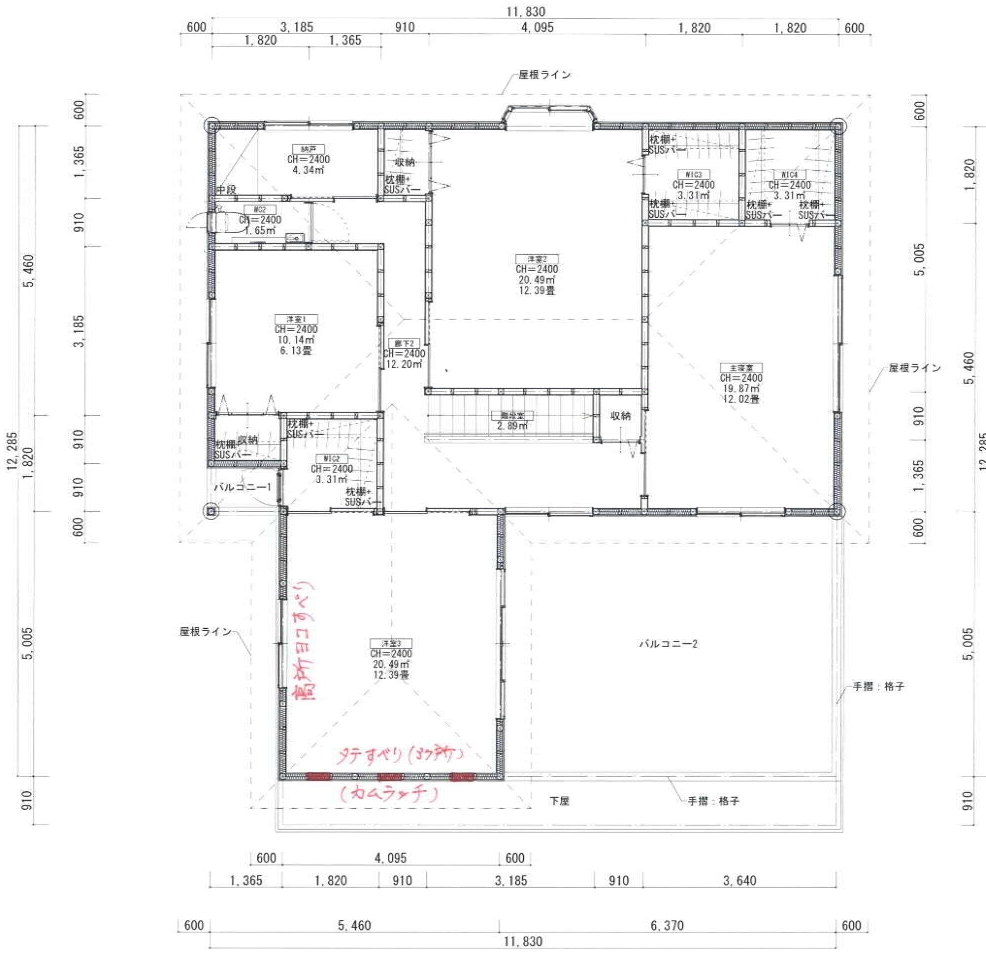 11,830
600 3,185 910 4,095 1,820 1,820 600
1,820 1,365
屋根ライン
600
1,365
910
5,460
3,185
12,285
910
1,820
910
600
5,005
910
600
1,820
5,005
5,460
屋根ライン
910
12,285
1,365
600
5,005
910
納戸
CH=2400
4.34㎡
中段
収納
枕棚+
SUSバー
枕棚+
SUSバー
WIC3
CH=2400
3.31㎡
枕棚+
SUSバー
WIC4
CH=2400
3.31㎡
枕棚+
SUSバー
枕棚+
SUSバー
WC2
CH=2400
1.65㎡
洋室2
CH=2400
20.49㎡
12.39畳
洋室1
CH=2400
10.14㎡
6.13畳
廊下2
CH=2400
12.20㎡
主寝室
CH=2400
19.87㎡
12.02畳
階段室
2.89㎡
収納
収納
枕棚+
SUSバー
枕棚+
SUSバー
WIC2
CH=2400
3.31㎡
枕棚+
SUSバー
バルコニー1
屋根ライン
高所ヨコすべり
洋室3
CH=2400
20.49㎡
12.39畳
バルコニー2
手摺：格子
タテすべり(3ヶ所)
(カムラッチ)
下屋
手摺：格子
600 4,095 600
1,365 1,820 910 3,185 910 3,640
600 5,460 6,370 600
11,830